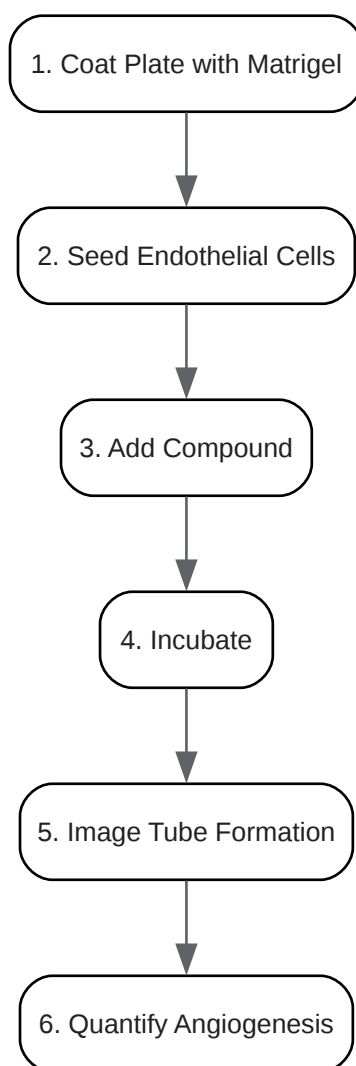 1. Coat Plate with Matrigel
2. Seed Endothelial Cells
3. Add Compound
4. Incubate
5. Image Tube Formation
6. Quantify Angiogenesis